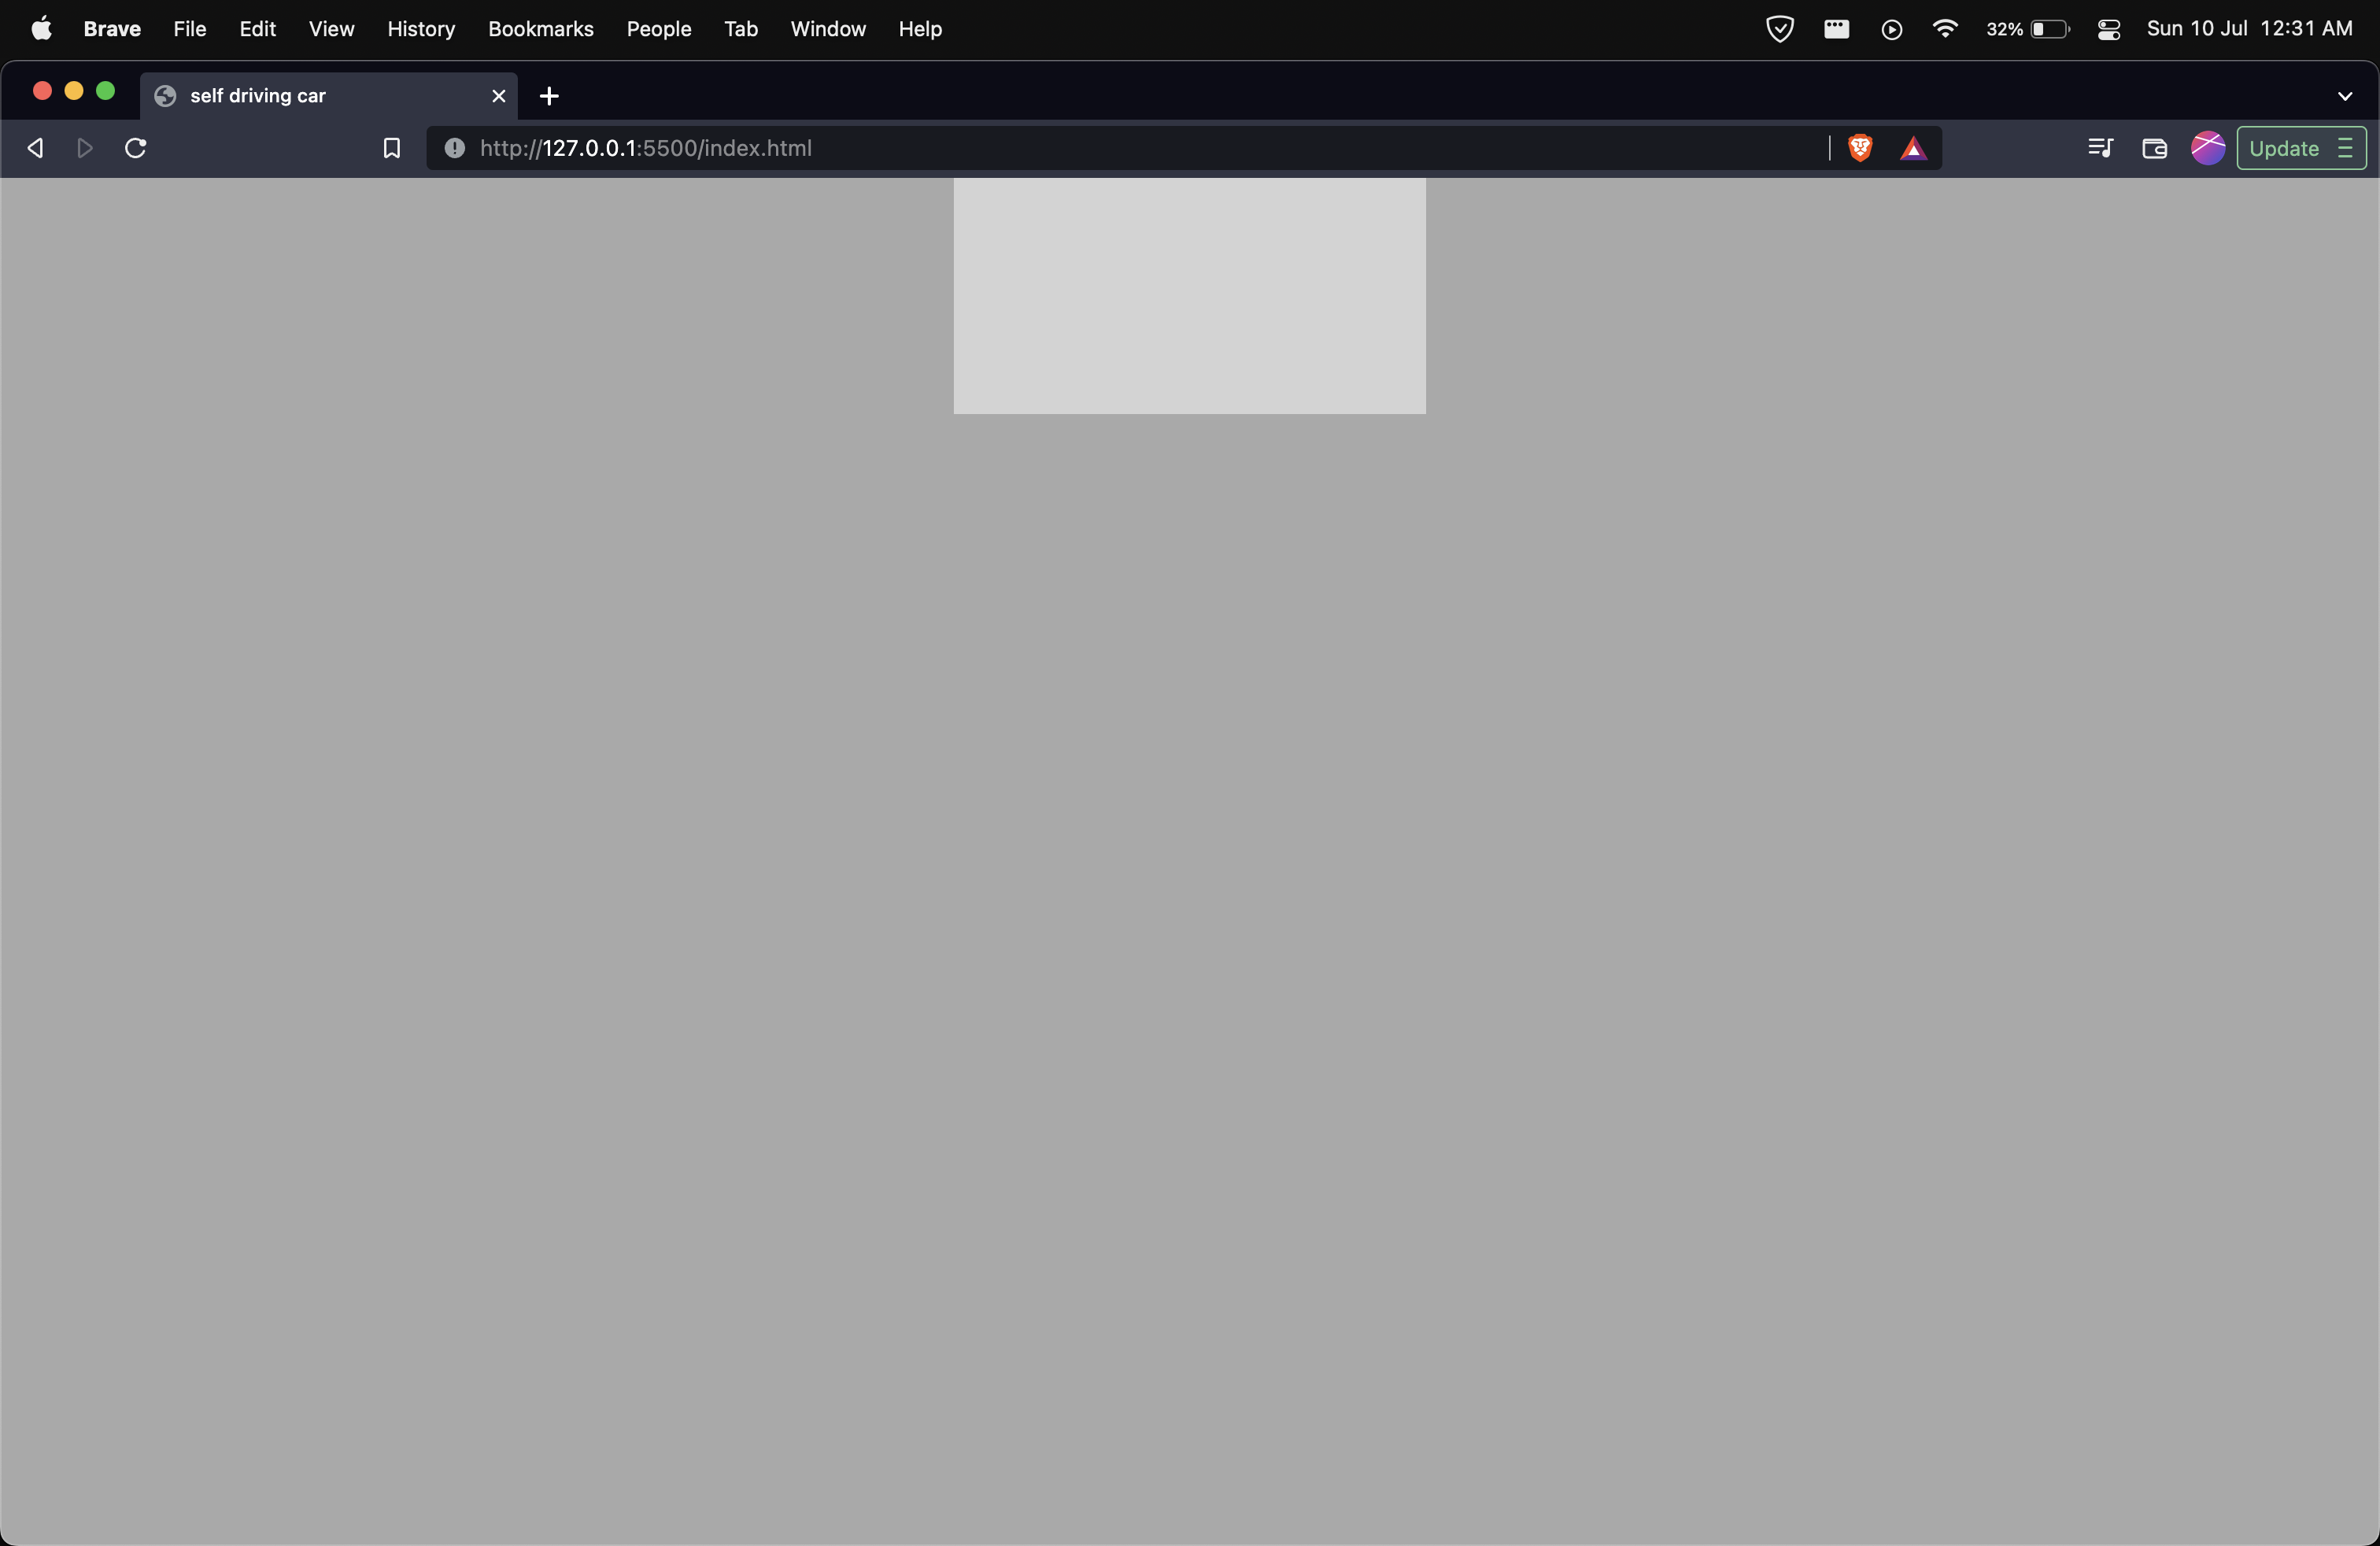 Brave File Edit View History Bookmarks People Tab Window Help 32% Sun 10 Jul 12:31 AM
self driving car
http://127.0.0.1:5500/index.html Update